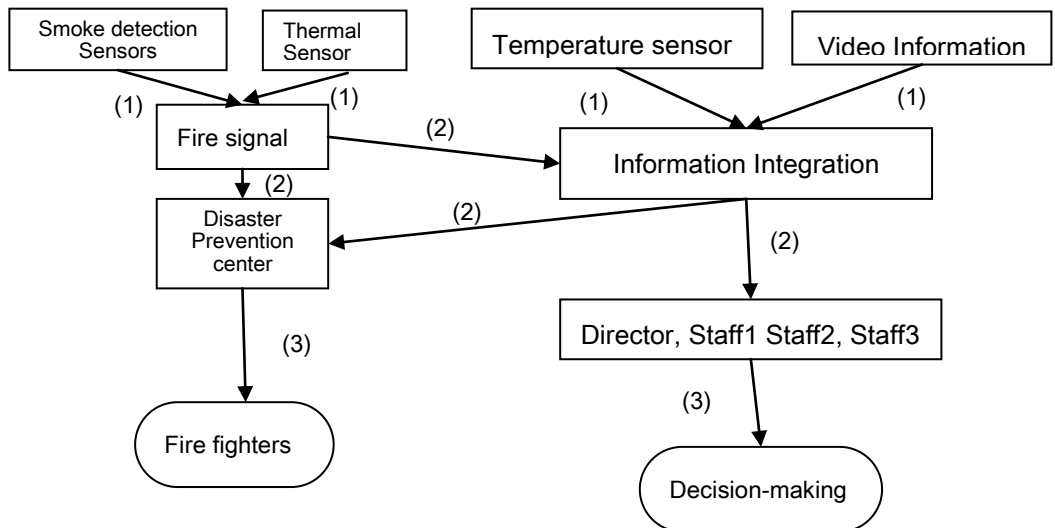 Smoke detection
Sensors
Thermal
Sensor
Temperature sensor
Video Information
(1)
(1)
(1)
(1)
Fire signal
(2)
Information Integration
(2)
Disaster
Prevention
center
(2)
(2)
Director, Staff1 Staff2, Staff3
(3)
(3)
Fire fighters
Decision-making